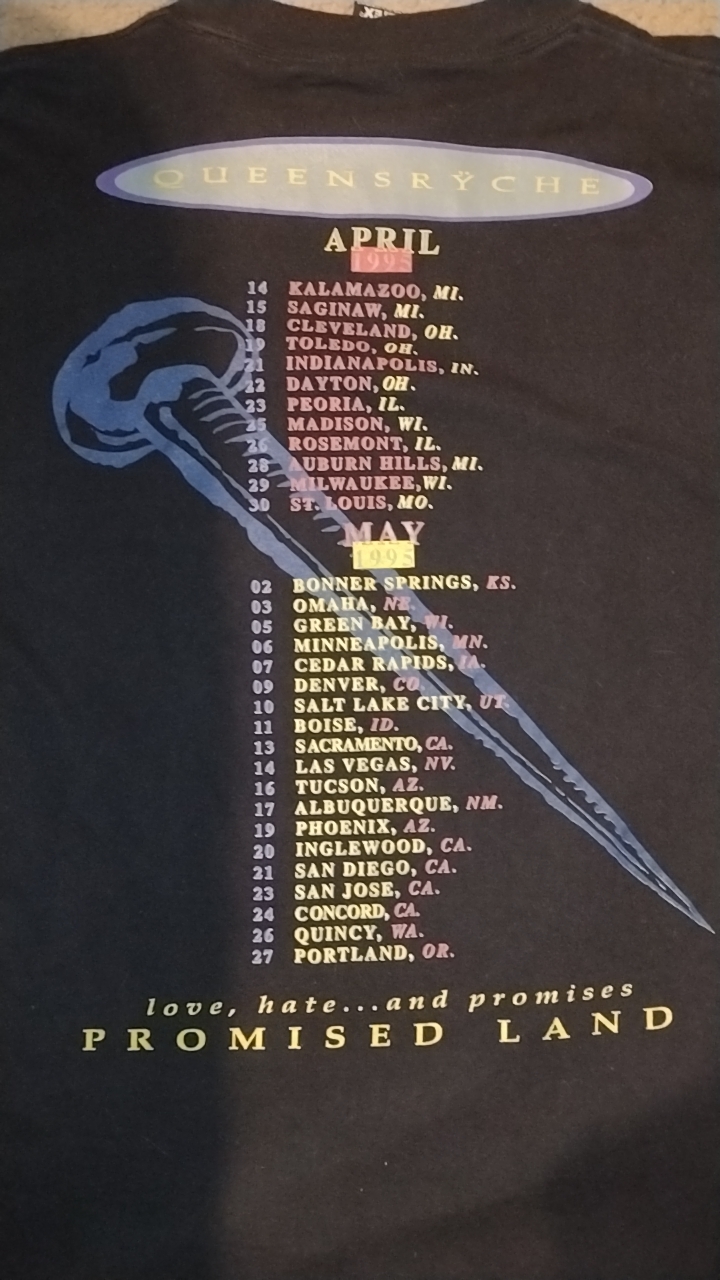 QUEENSRŸCHE
APRIL
1995
14 KALAMAZOO, MI.
15 SAGINAW, MI.
18 CLEVELAND, OH.
19 TOLEDO, OH.
21 INDIANAPOLIS, IN.
22 DAYTON, OH.
23 PEORIA, IL.
25 MADISON, WI.
26 ROSEMONT, IL.
28 AUBURN HILLS, MI.
29 MILWAUKEE, WI.
30 ST. LOUIS, MO.
MAY
1995
02 BONNER SPRINGS, KS.
03 OMAHA, NE.
05 GREEN BAY, WI.
06 MINNEAPOLIS, MN.
07 CEDAR RAPIDS, IA.
09 DENVER, CO.
10 SALT LAKE CITY, UT.
11 BOISE, ID.
13 SACRAMENTO, CA.
14 LAS VEGAS, NV.
16 TUCSON, AZ.
17 ALBUQUERQUE, NM.
19 PHOENIX, AZ.
20 INGLEWOOD, CA.
21 SAN DIEGO, CA.
23 SAN JOSE, CA.
24 CONCORD, CA.
26 QUINCY, WA.
27 PORTLAND, OR.
love, hate...and promises
PROMISED LAND